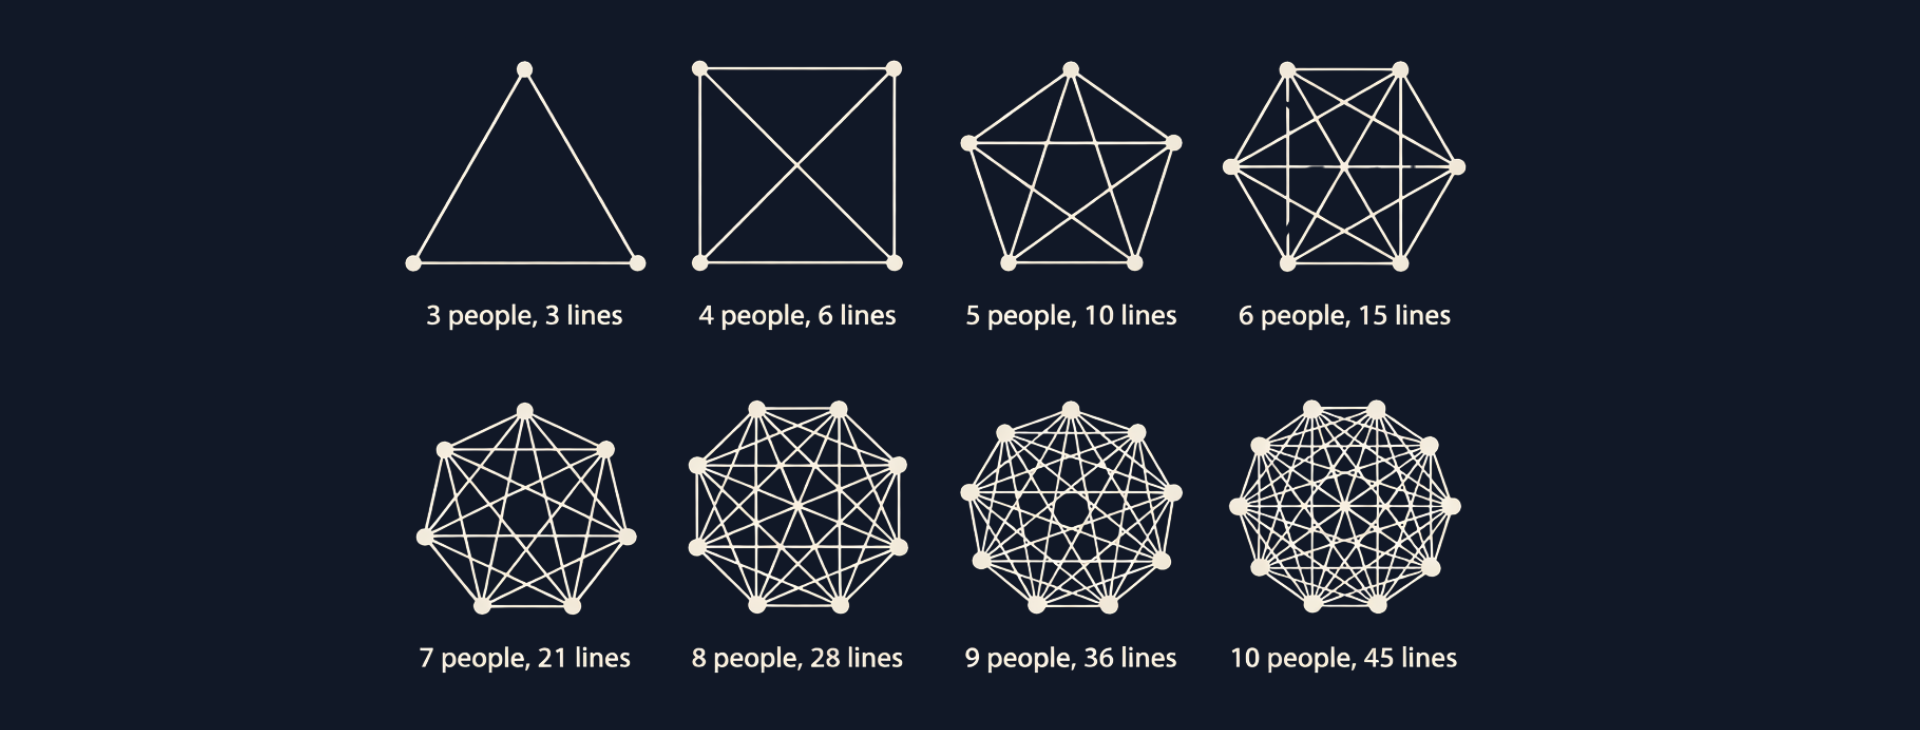 3 people, 3 lines
4 people, 6 lines
5 people, 10 lines
6 people, 15 lines
7 people, 21 lines
8 people, 28 lines
9 people, 36 lines
10 people, 45 lines